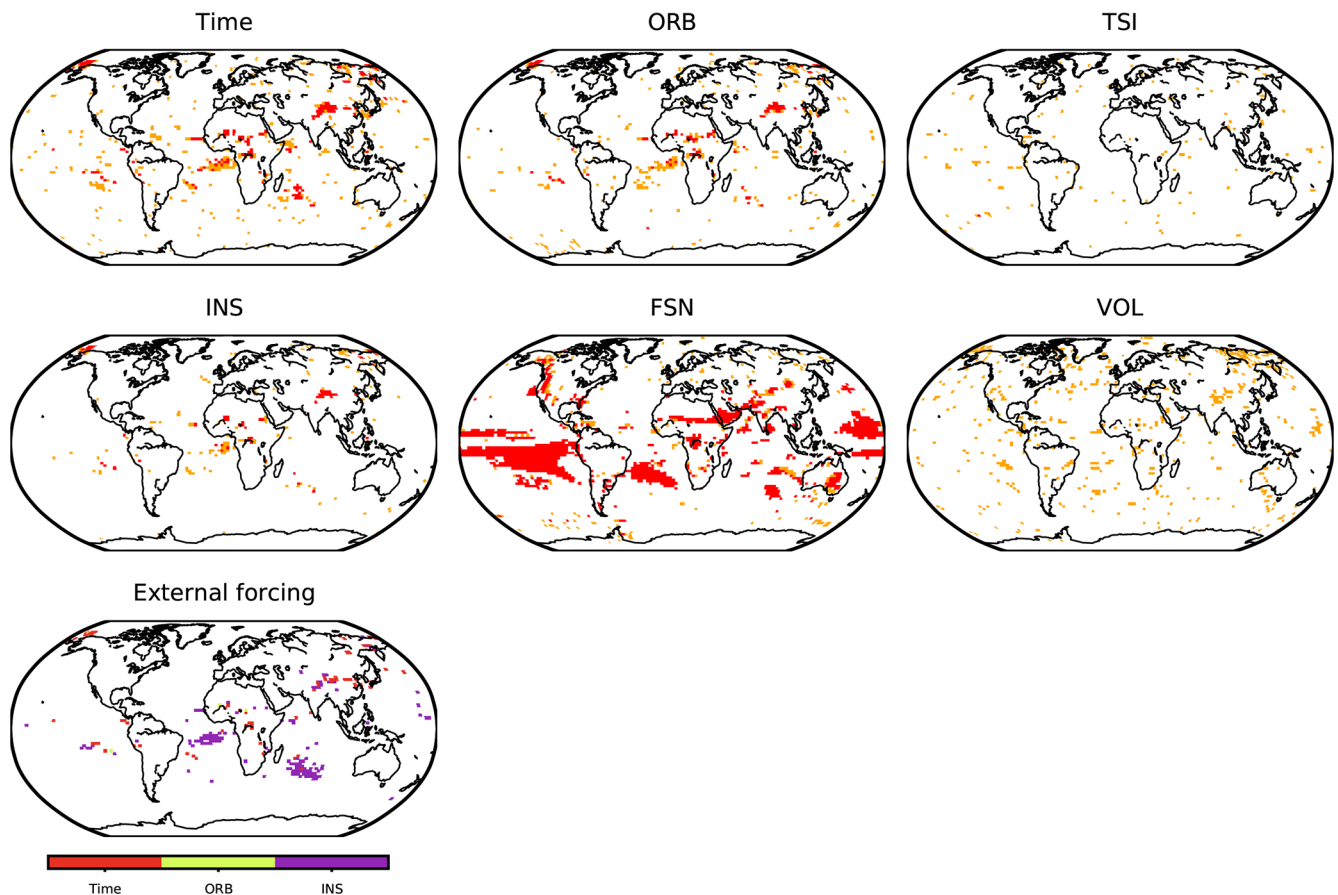 Time
ORB
TSI
INS
FSN
VOL
External forcing
Time
ORB
INS